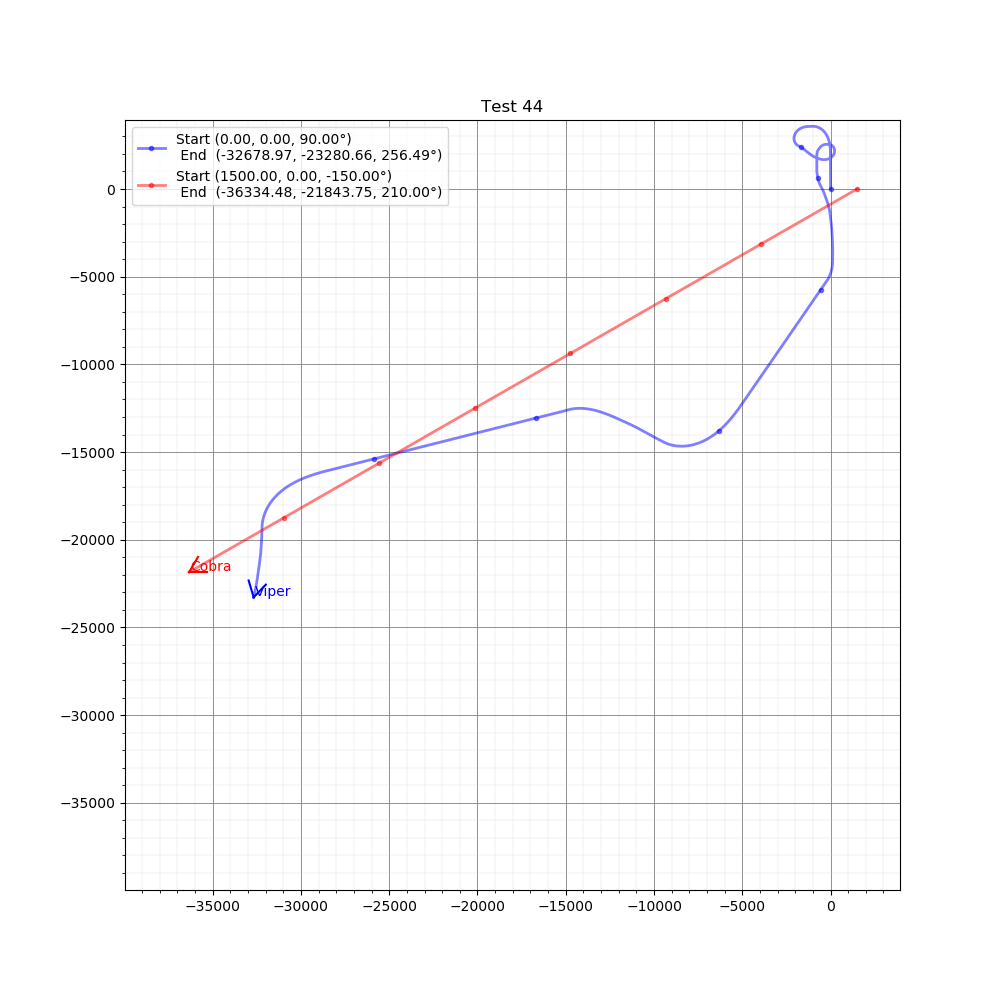 Test 44
Start (0.00, 0.00, 90.00°)
End  (-32678.97, -23280.66, 256.49°)
Start (1500.00, 0.00, -150.00°)
End  (-36334.48, -21843.75, 210.00°)
0
−5000
−10000
−15000
−20000
−25000
−30000
−35000
Cobra
Viper
−35000 −30000 −25000 −20000 −15000 −10000 −5000 0